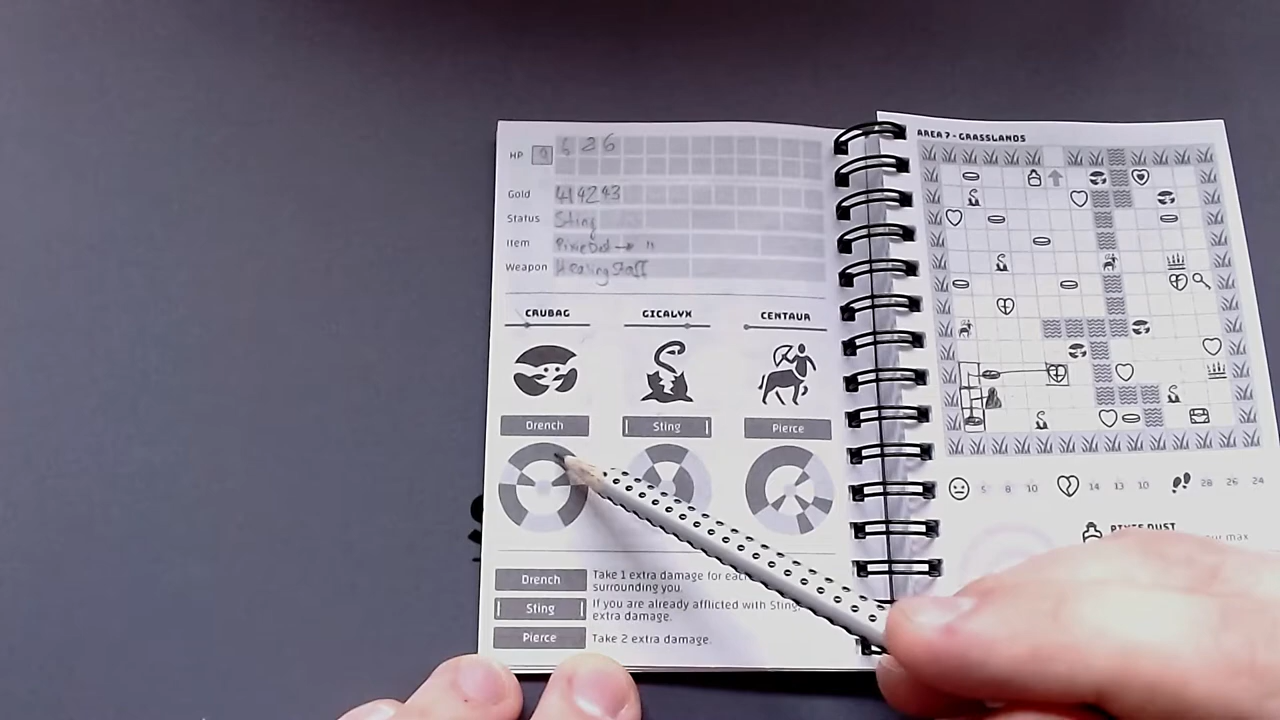 HP 9 6 2 6
Gold 41 42 43
Status Sting
Item Pixie Dust → "
Weapon Healing Staff
CRUBAG GICALYX CENTAUR
Drench Sting Pierce
Drench Take 1 extra damage for
surrounding you.
Sting If you are already afflicted with Sting,
extra damage.
Pierce Take 2 extra damage.
AREA 7 - GRASSLANDS
5 8 10 14 13 10 28 26 24
PIXIE DUST
max